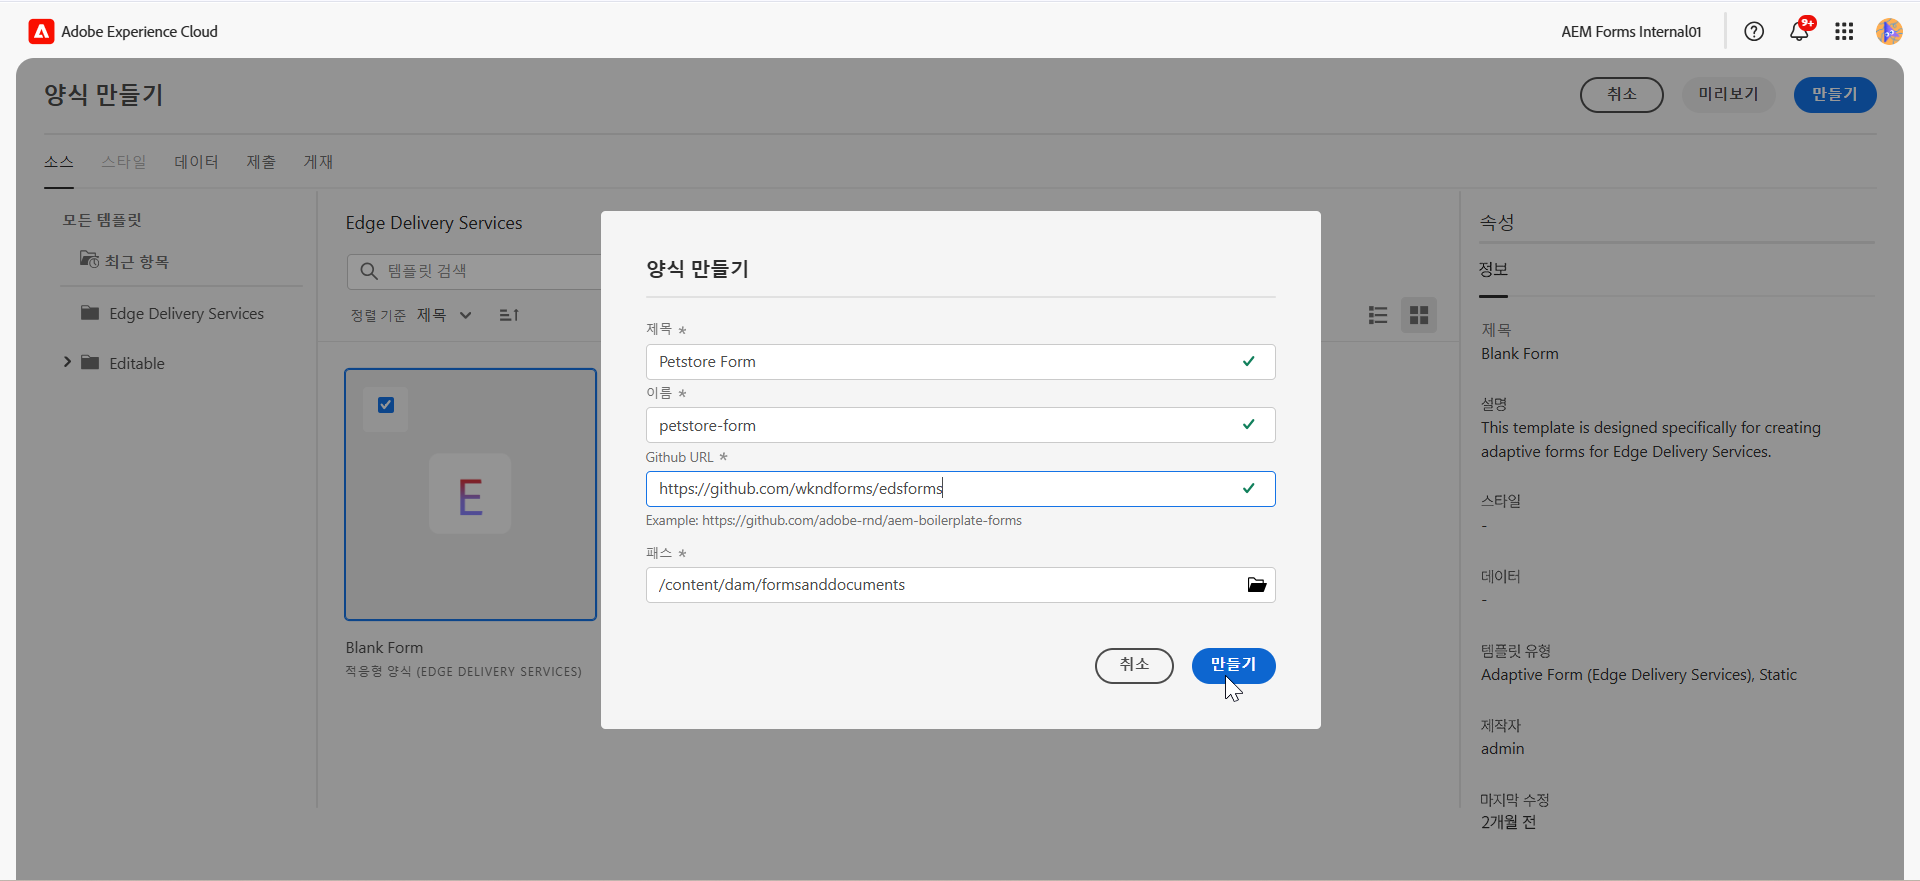 Adobe Experience Cloud
AEM Forms Internal01
9+
양식 만들기
취소
미리보기
만들기
소스
스타일
데이터
제출
게재
모든 템플릿
최근 항목
Edge Delivery Services
Editable
Edge Delivery Services
템플릿 검색
정렬 기준 제목
E
Blank Form
적응형 양식 (EDGE DELIVERY SERVICES)
양식 만들기
제목 *
Petstore Form
이름 *
petstore-form
Github URL *
https://github.com/wkndforms/edsforms
Example: https://github.com/adobe-rnd/aem-boilerplate-forms
패스 *
/content/dam/formsanddocuments
취소
만들기
속성
정보
제목
Blank Form
설명
This template is designed specifically for creating
adaptive forms for Edge Delivery Services.
스타일
-
데이터
-
템플릿 유형
Adaptive Form (Edge Delivery Services), Static
제작자
admin
마지막 수정
2개월 전